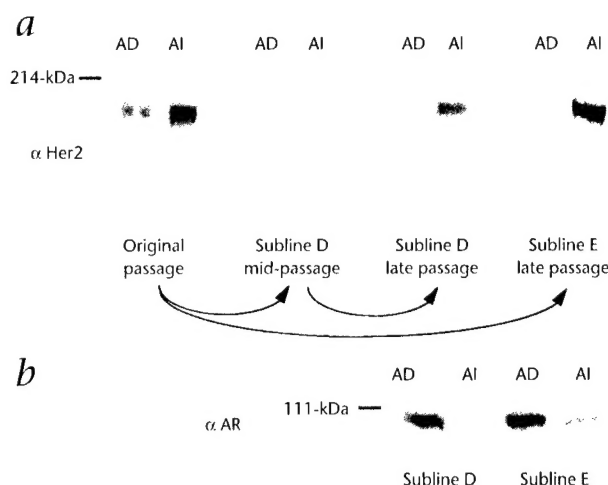 a
AD AI AD AI AD AI AD AI
214-kDa
α Her2
Original passage
Subline D mid-passage
Subline D late passage
Subline E late passage
b
AD AI AD AI
111-kDa
α AR
Subline D Subline E